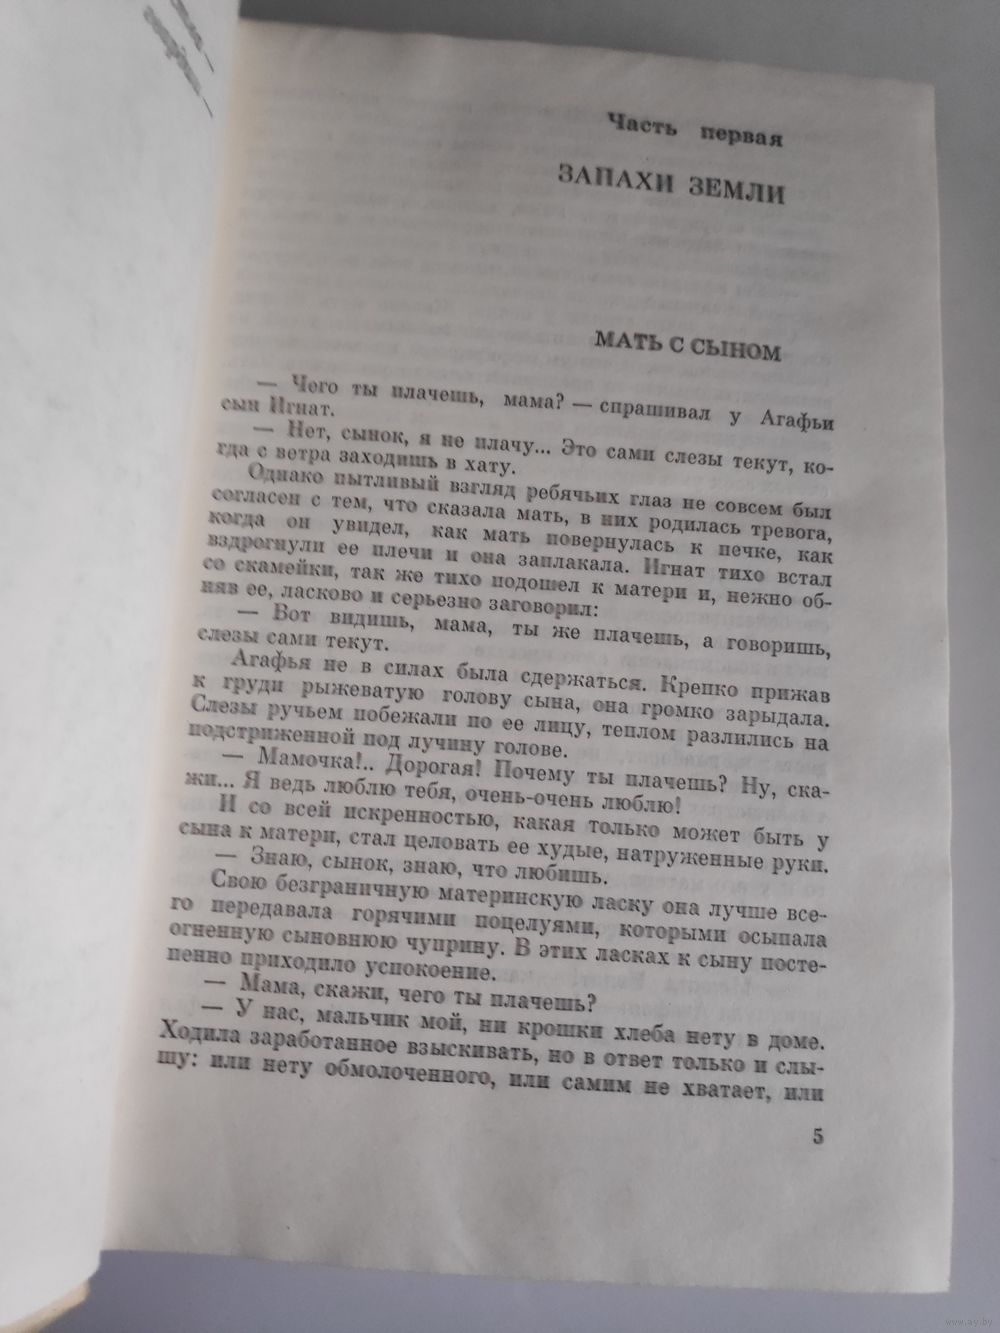 Часть первая
ЗАПАХИ ЗЕМЛИ
МАТЬ С СЫНОМ
— Чего ты плачешь, мама? — спрашивал у Агафьи
сын Игнат.
— Нет, сынок, я не плачу... Это сами слезы текут, ко-
гда с ветра заходишь в хату.
Однако пытливый взгляд ребячьих глаз не совсем был
согласен с тем, что сказала мать, в них родилась тревога,
когда он увидел, как мать повернулась к печке, как
вздрогнули ее плечи и она заплакала. Игнат тихо встал
со скамейки, так же тихо подошел к матери и, нежно об-
няв ее, ласково и серьезно заговорил:
— Вот видишь, мама, ты же плачешь, а говоришь,
слезы сами текут.
Агафья не в силах была сдержаться. Крепко прижав
к груди рыжеватую голову сына, она громко зарыдала.
Слезы ручьем побежали по ее лицу, теплом разлились на
подстриженной под лучину голове.
— Мамочка!.. Дорогая! Почему ты плачешь? Ну, ска-
жи... Я ведь люблю тебя, очень-очень люблю!
И со всей искренностью, какая только может быть у
сына к матери, стал целовать ее худые, натруженные руки.
— Знаю, сынок, знаю, что любишь.
Свою безграничную материнскую ласку она лучше все-
го передавала горячими поцелуями, которыми осыпала
огненную сыновнюю чуприну. В этих ласках к сыну посте-
пенно приходило успокоение.
— Мама, скажи, чего ты плачешь?
— У нас, мальчик мой, ни крошки хлеба нету в доме.
Ходила заработанное взыскивать, но в ответ только и слы-
шу: или нету обмолоченного, или самим не хватает, или
5
www.ay.by